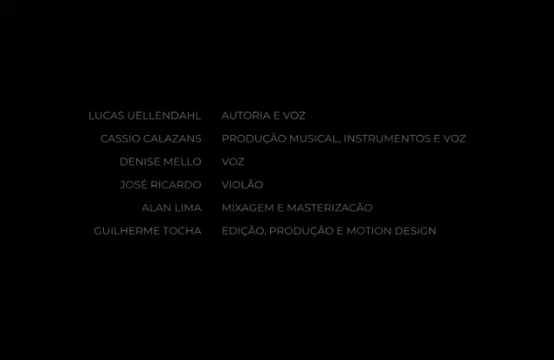 LUCAS UELLENDAHL AUTORIA E VOZ
CASSIO CALAZANS PRODUÇÃO MUSICAL, INSTRUMENTOS E VOZ
DENISE MELLO VOZ
JOSÉ RICARDO VIOLÃO
ALAN LIMA MIXAGEM E MASTERIZAÇÃO
GUILHERME TOCHA EDIÇÃO, PRODUÇÃO E MOTION DESIGN